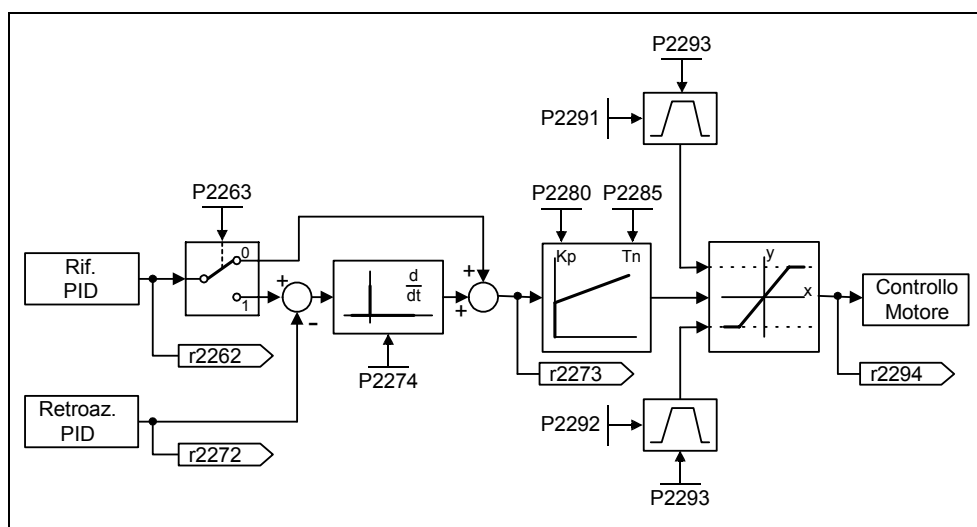 P2293
P2291
P2263
P2280
P2285
Rif.
PID
0
1
+
-
d
dt
+
+
Kp
Tn
y
x
Controllo
Motore
r2262
P2274
r2273
r2294
Retroaz.
PID
P2292
r2272
P2293